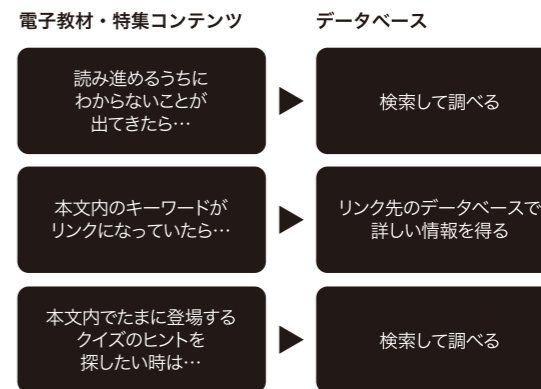 電子教材・特集コンテンツ
データベース
読み進めるうちに
わからないことが
出てきたら…
検索して調べる
本文内のキーワードが
リンクになっていたら…
リンク先のデータベースで
詳しい情報を得る
本文内でたまに登場する
クイズのヒントを
探したい時は…
検索して調べる